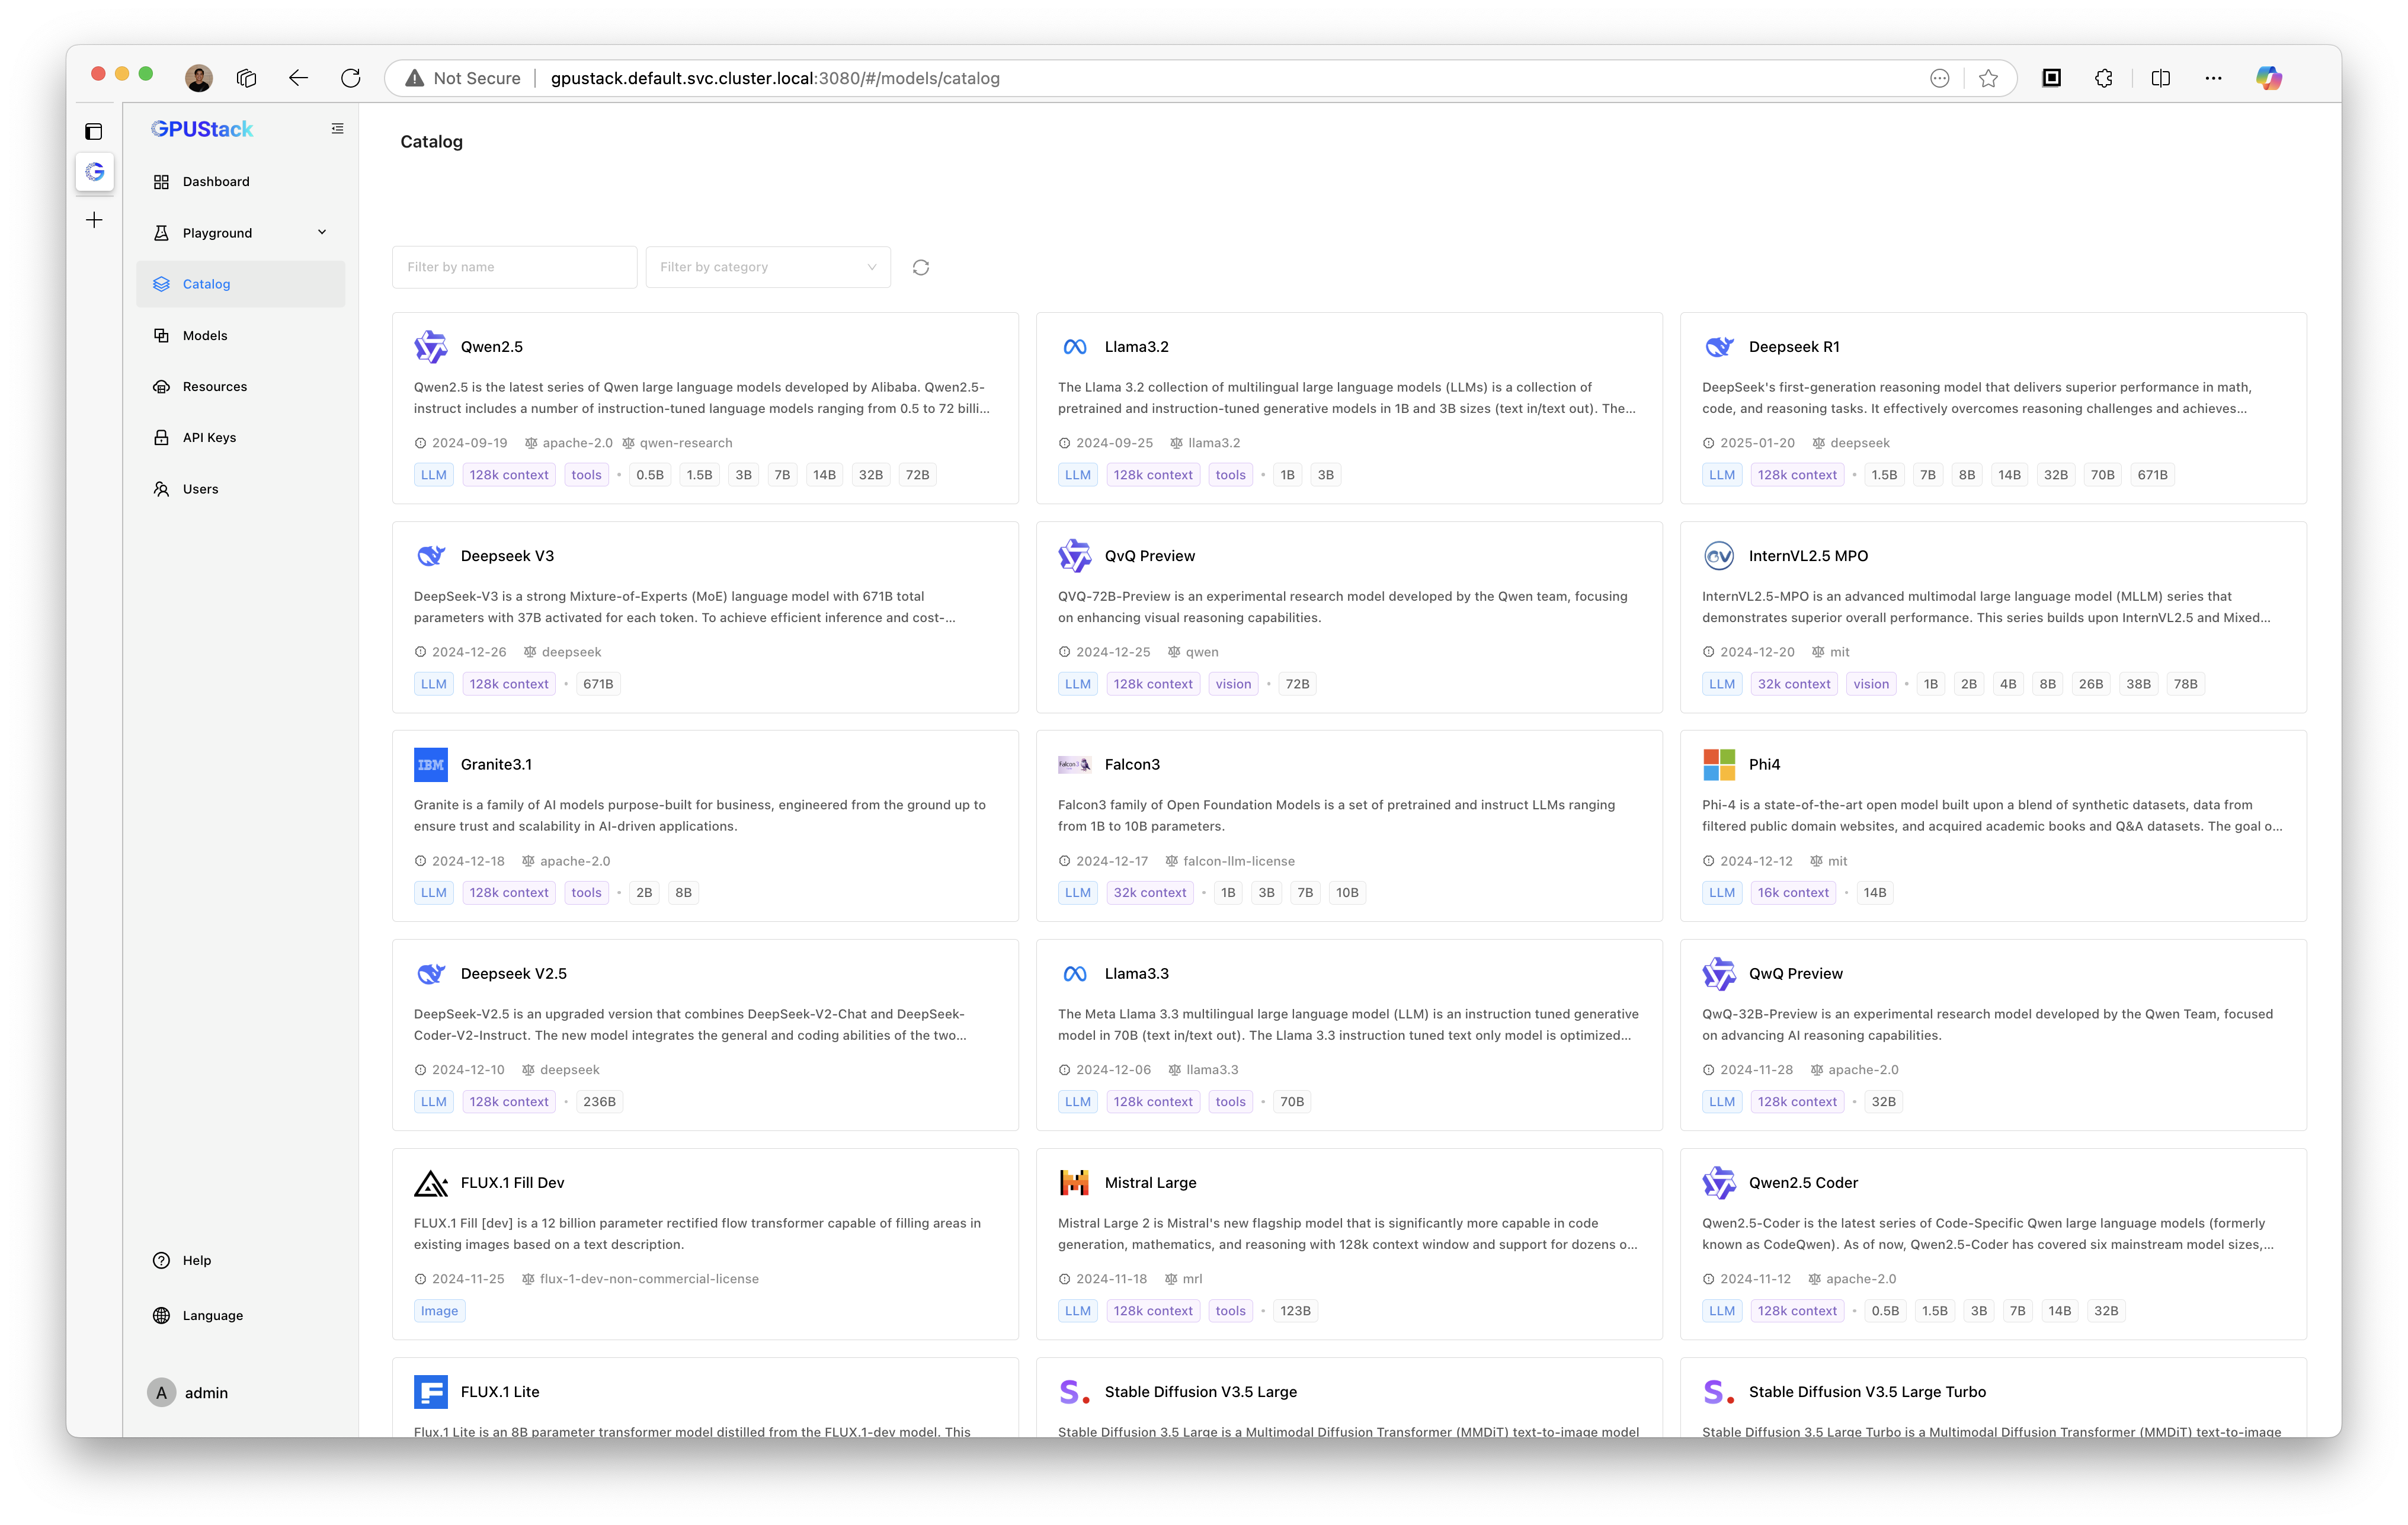 Not Secure
gpustack.default.svc.cluster.local:3080/#/models/catalog
GPUStack
Dashboard
Playground
Catalog
Models
Resources
API Keys
Users
Help
Language
A
admin
Catalog
Filter by name
Filter by category
Qwen2.5
Qwen2.5 is the latest series of Qwen large language models developed by Alibaba. Qwen2.5-
instruct includes a number of instruction-tuned language models ranging from 0.5 to 72 billi...
2024-09-19 apache-2.0 qwen-research
LLM 128k context tools • 0.5B 1.5B 3B 7B 14B 32B 72B
Llama3.2
The Llama 3.2 collection of multilingual large language models (LLMs) is a collection of
pretrained and instruction-tuned generative models in 1B and 3B sizes (text in/text out). The...
2024-09-25 llama3.2
LLM 128k context tools • 1B 3B
Deepseek R1
DeepSeek's first-generation reasoning model that delivers superior performance in math,
code, and reasoning tasks. It effectively overcomes reasoning challenges and achieves...
2025-01-20 deepseek
LLM 128k context • 1.5B 7B 8B 14B 32B 70B 671B
Deepseek V3
DeepSeek-V3 is a strong Mixture-of-Experts (MoE) language model with 671B total
parameters with 37B activated for each token. To achieve efficient inference and cost-...
2024-12-26 deepseek
LLM 128k context • 671B
QvQ Preview
QVQ-72B-Preview is an experimental research model developed by the Qwen team, focusing
on enhancing visual reasoning capabilities.
2024-12-25 qwen
LLM 128k context vision • 72B
InternVL2.5 MPO
InternVL2.5-MPO is an advanced multimodal large language model (MLLM) series that
demonstrates superior overall performance. This series builds upon InternVL2.5 and Mixed...
2024-12-20 mit
LLM 32k context vision • 1B 2B 4B 8B 26B 38B 78B
IBM
Granite3.1
Granite is a family of AI models purpose-built for business, engineered from the ground up to
ensure trust and scalability in AI-driven applications.
2024-12-18 apache-2.0
LLM 128k context tools • 2B 8B
Falcon3
Falcon3
Falcon3 family of Open Foundation Models is a set of pretrained and instruct LLMs ranging
from 1B to 10B parameters.
2024-12-17 falcon-llm-license
LLM 32k context • 1B 3B 7B 10B
Phi4
Phi-4 is a state-of-the-art open model built upon a blend of synthetic datasets, data from
filtered public domain websites, and acquired academic books and Q&A datasets. The goal o...
2024-12-12 mit
LLM 16k context • 14B
Deepseek V2.5
DeepSeek-V2.5 is an upgraded version that combines DeepSeek-V2-Chat and DeepSeek-
Coder-V2-Instruct. The new model integrates the general and coding abilities of the two...
2024-12-10 deepseek
LLM 128k context • 236B
Llama3.3
The Meta Llama 3.3 multilingual large language model (LLM) is an instruction tuned generative
model in 70B (text in/text out). The Llama 3.3 instruction tuned text only model is optimized...
2024-12-06 llama3.3
LLM 128k context tools • 70B
QwQ Preview
QwQ-32B-Preview is an experimental research model developed by the Qwen Team, focused
on advancing AI reasoning capabilities.
2024-11-28 apache-2.0
LLM 128k context • 32B
FLUX.1 Fill Dev
FLUX.1 Fill [dev] is a 12 billion parameter rectified flow transformer capable of filling areas in
existing images based on a text description.
2024-11-25 flux-1-dev-non-commercial-license
Image
Mistral Large
Mistral Large 2 is Mistral's new flagship model that is significantly more capable in code
generation, mathematics, and reasoning with 128k context window and support for dozens o...
2024-11-18 mrl
LLM 128k context tools • 123B
Qwen2.5 Coder
Qwen2.5-Coder is the latest series of Code-Specific Qwen large language models (formerly
known as CodeQwen). As of now, Qwen2.5-Coder has covered six mainstream model sizes,...
2024-11-12 apache-2.0
LLM 128k context • 0.5B 1.5B 3B 7B 14B 32B
FLUX.1 Lite
Flux.1 Lite is an 8B parameter transformer model distilled from the FLUX.1-dev model. This
S.
Stable Diffusion V3.5 Large
Stable Diffusion 3.5 Large is a Multimodal Diffusion Transformer (MMDiT) text-to-image model
S.
Stable Diffusion V3.5 Large Turbo
Stable Diffusion 3.5 Large Turbo is a Multimodal Diffusion Transformer (MMDiT) text-to-image